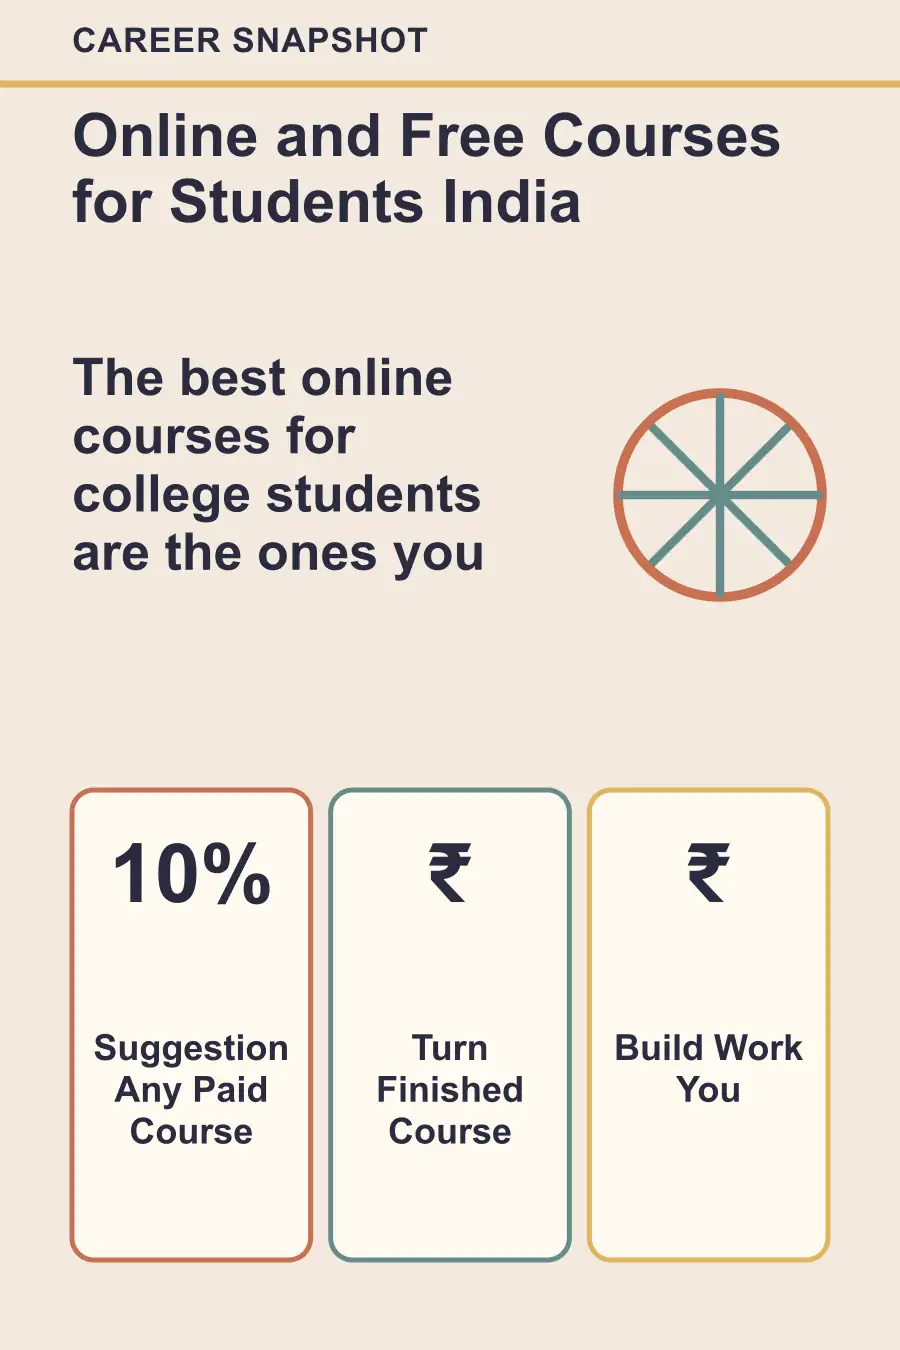 CAREER SNAPSHOT
Online and Free Courses
for Students India
The best online
courses for
college students
are the ones you
10%
Suggestion
Any Paid
Course
₹
Turn
Finished
Course
₹
Build Work
You